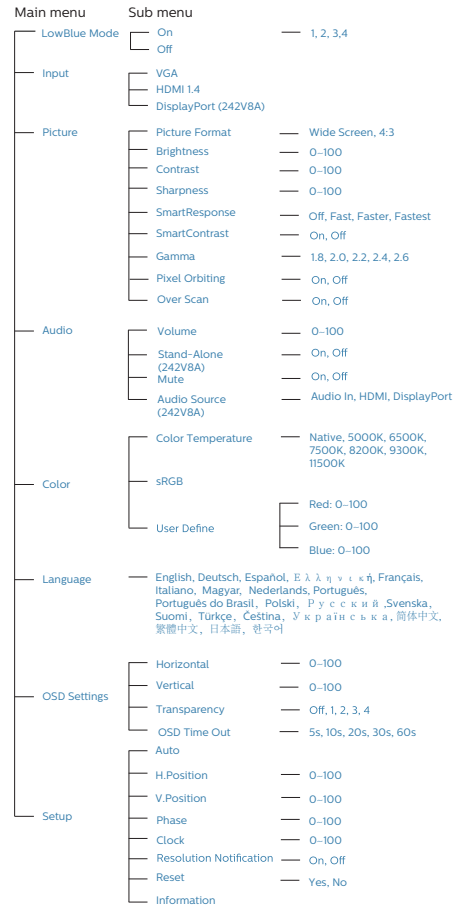 Main menu Sub menu
LowBlue Mode On 1, 2, 3,4
Off
Input VGA
HDMI 1.4
DisplayPort (242V8A)
Picture Picture Format Wide Screen, 4:3
Brightness 0–100
Contrast 0–100
Sharpness 0–100
SmartResponse Off, Fast, Faster, Fastest
SmartContrast On, Off
Gamma 1.8, 2.0, 2.2, 2.4, 2.6
Pixel Orbiting On, Off
Over Scan On, Off
Audio Volume 0–100
Stand-Alone On, Off
(242V8A)
Mute On, Off
Audio Source Audio In, HDMI, DisplayPort
(242V8A)
Color Color Temperature Native, 5000K, 6500K,
7500K, 8200K, 9300K,
11500K
sRGB
User Define Red: 0–100
Green: 0–100
Blue: 0–100
Language English, Deutsch, Español, Ελληνική, Français,
Italiano, Magyar, Nederlands, Português,
Português do Brasil, Polski, Русский ,Svenska,
Suomi, Türkçe, Čeština, Українська, 简体中文,
繁體中文, 日本語, 한국어
OSD Settings Horizontal 0–100
Vertical 0–100
Transparency Off, 1, 2, 3, 4
OSD Time Out 5s, 10s, 20s, 30s, 60s
Setup Auto
H.Position 0–100
V.Position 0–100
Phase 0–100
Clock 0–100
Resolution Notification On, Off
Reset Yes, No
Information